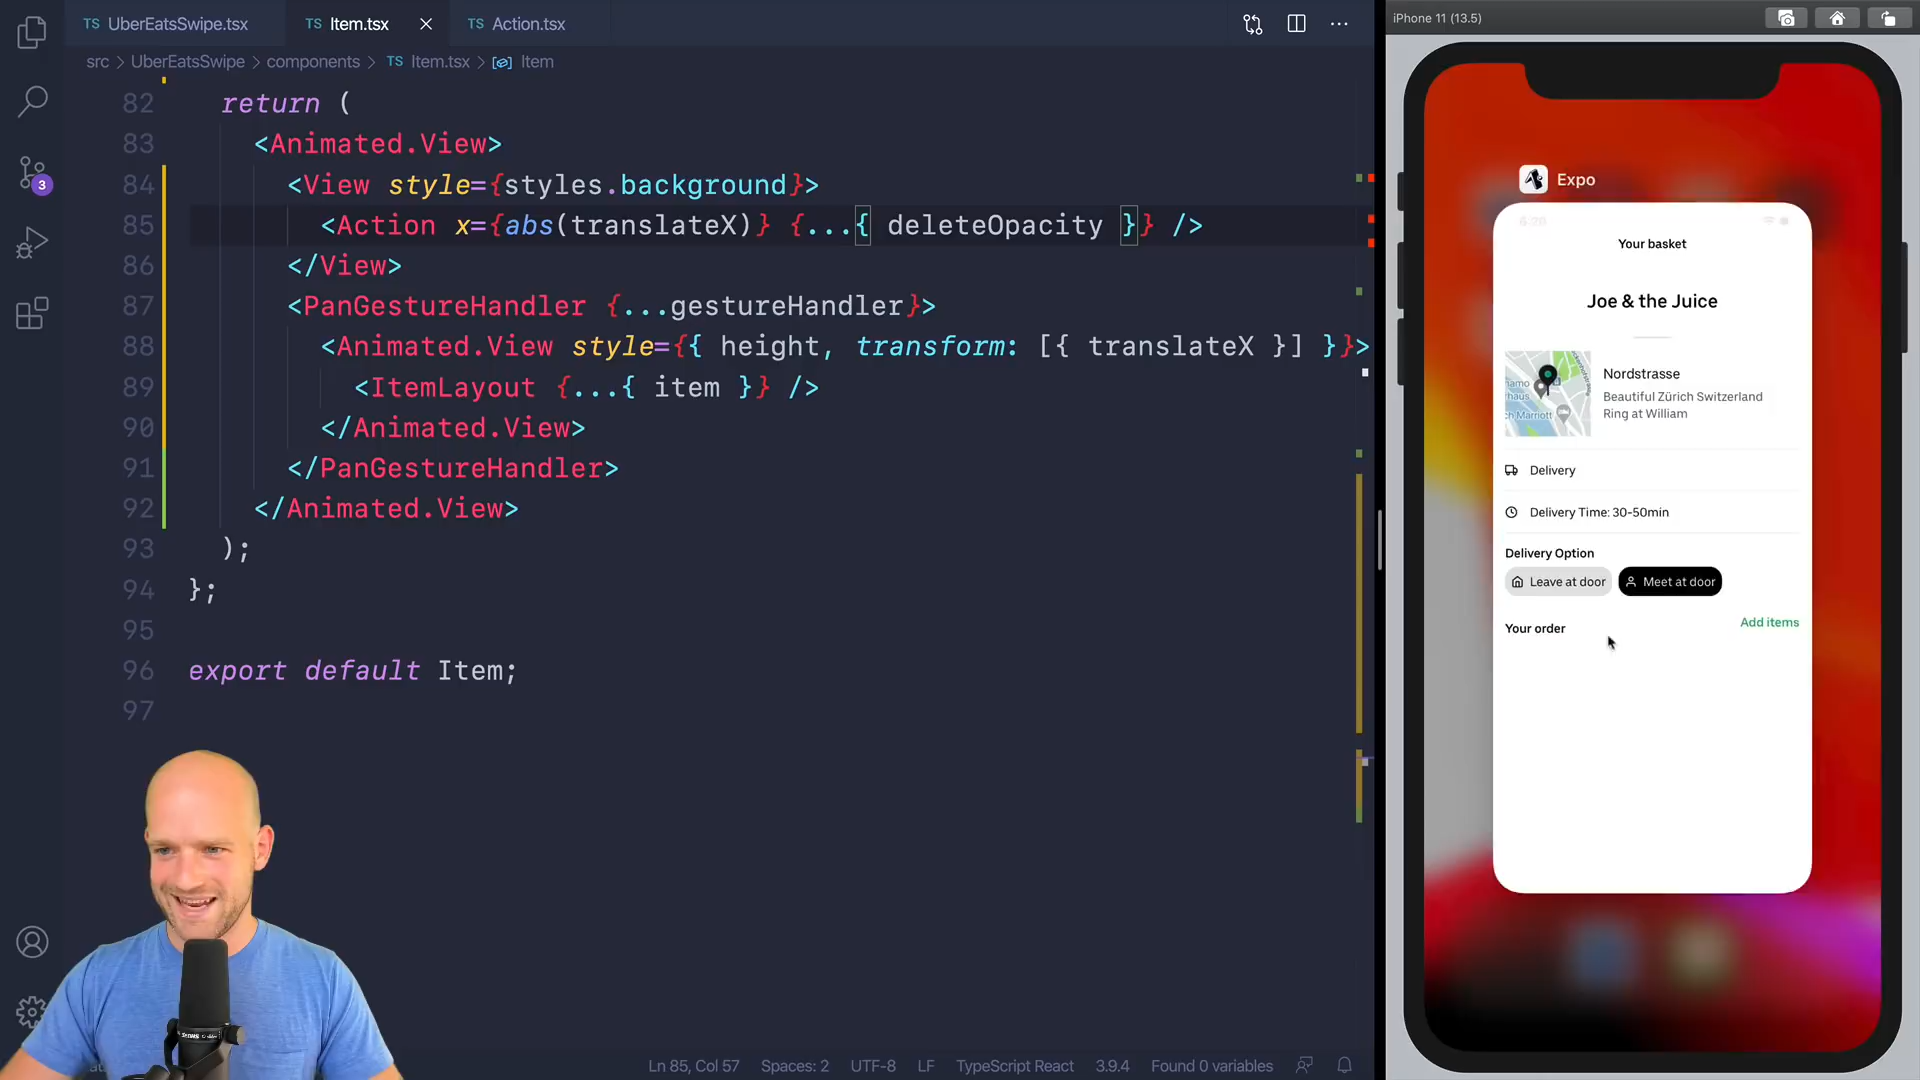 TS UberEatsSwipe.tsx TS Item.tsx TS Action.tsx
src > UberEatsSwipe > components > TS Item.tsx > Item
82 return (
83 <Animated.View>
84 <View style={styles.background}>
85 <Action x={abs(translateX)} {...{ deleteOpacity }} />
86 </View>
87 <PanGestureHandler {...gestureHandler}>
88 <Animated.View style={{ height, transform: [{ translateX }] }}>
89 <ItemLayout {...{ item }} />
90 </Animated.View>
91 </PanGestureHandler>
92 </Animated.View>
93 );
94 };
95
96 export default Item;
97
3
Ln 85, Col 57 Spaces: 2 UTF-8 LF TypeScript React 3.9.4 Found 0 variables
iPhone 11 (13.5)
Expo
Your basket
Joe & the Juice
Nordstrasse
Beautiful Zürich Switzerland
Ring at William
Delivery
Delivery Time: 30-50min
Delivery Option
Leave at door Meet at door
Your order Add items